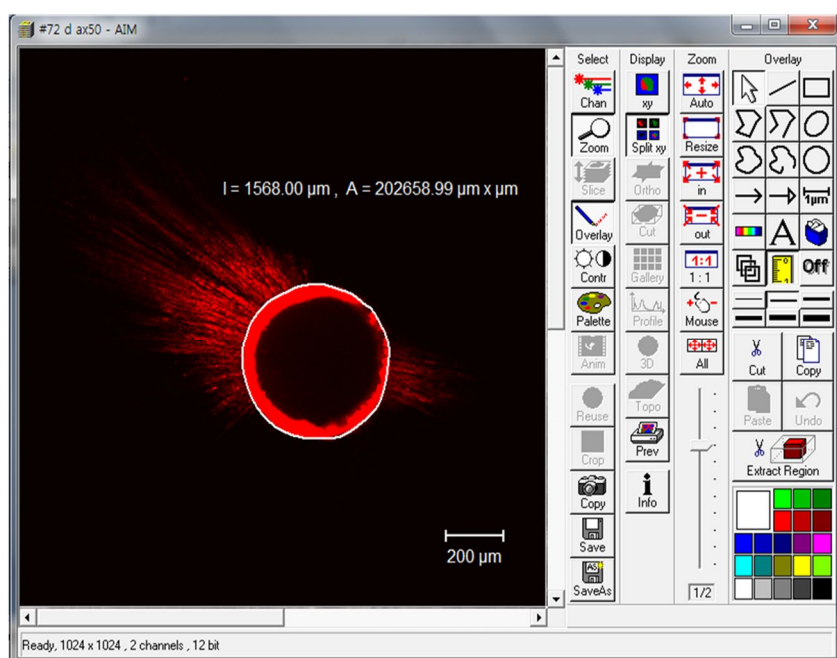 #72 d ax50 - AIM
Select Display Zoom Overlay
Chan xy Auto
Zoom Split xy Resize
Slice Ortho in
Overlay Cut out
1μm
A
Contr Gallery 1:1
1 : 1
Off
Palette Profile Mouse
Anim 3D All
Cut Copy
Reuse Topo
Paste Undo
Crop Prev
Extract Region
Copy Info
Save
SaveAs
AS
1/2
l = 1568.00 μm , A = 202658.99 μm x μm
200 μm
Ready, 1024 x 1024 , 2 channels , 12 bit